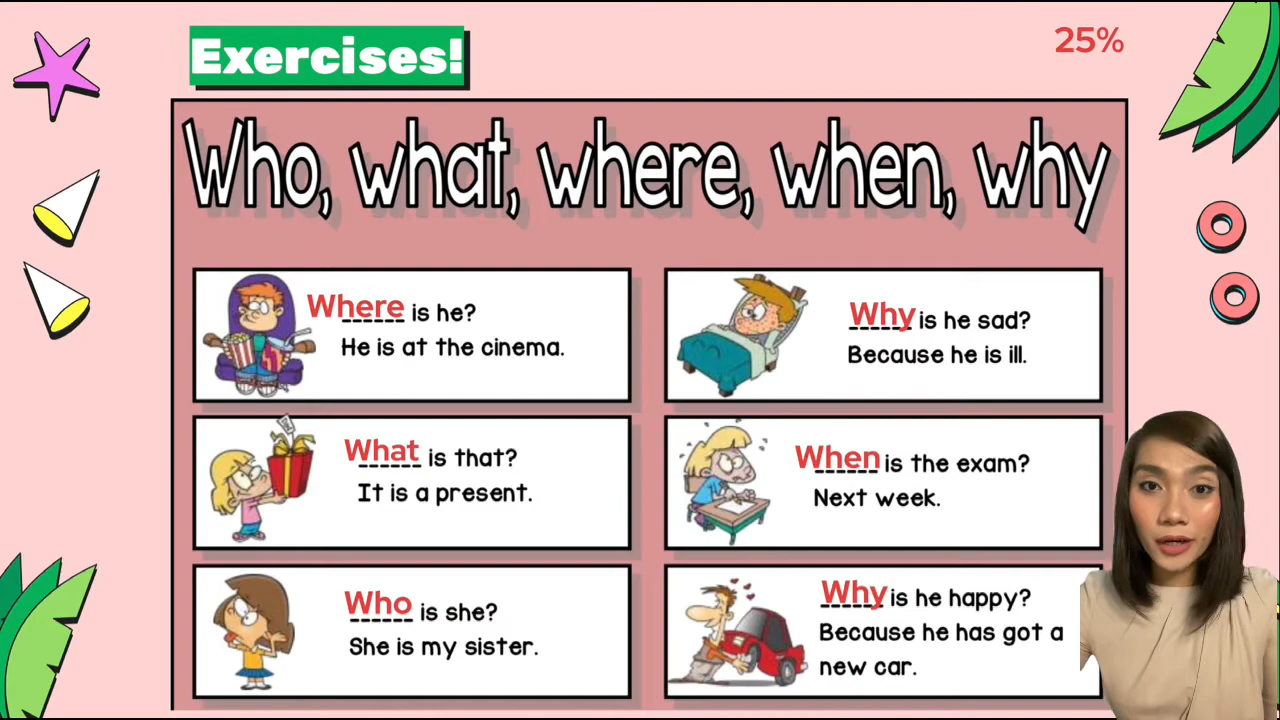 Exercises!
25%
Who, what, where, when, why
Where is he?
He is at the cinema.
Why is he sad?
Because he is ill.
What is that?
It is a present.
When is the exam?
Next week.
Who is she?
She is my sister.
Why is he happy?
Because he has got a
new car.